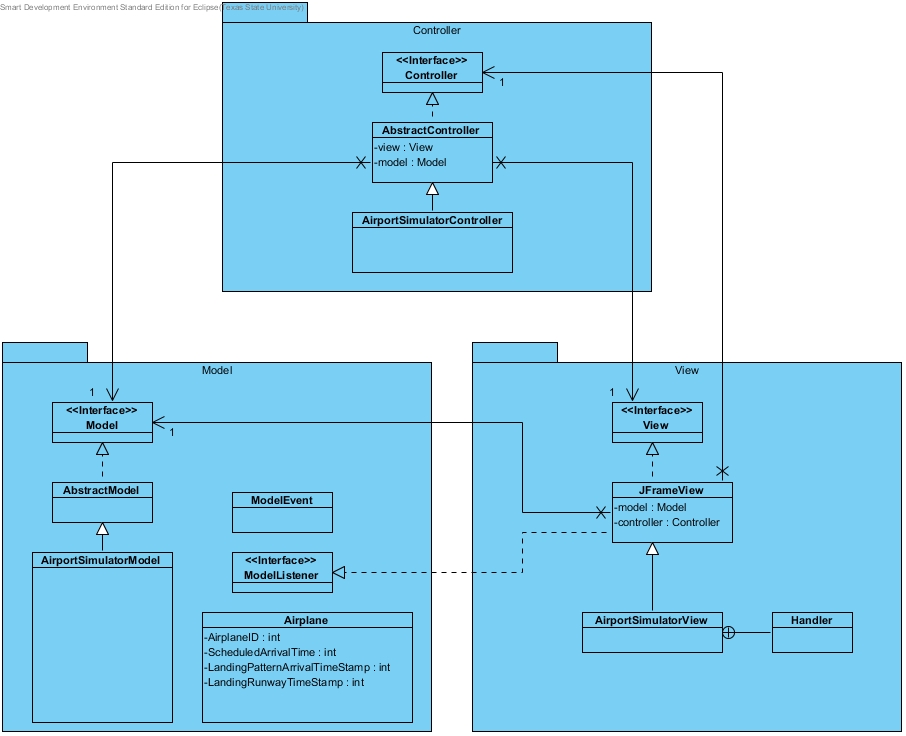 Smart Development Environment Standard Edition for Eclipse(Texas State University)
Controller
<<Interface>>
Controller
1
AbstractController
-view : View
-model : Model
AirportSimulatorController
Model
1
<<Interface>>
Model
1
AbstractModel
AirportSimulatorModel
ModelEvent
<<Interface>>
ModelListener
Airplane
-AirplaneID : int
-ScheduledArrivalTime : int
-LandingPatternArrivalTimeStamp : int
-LandingRunwayTimeStamp : int
View
1
<<Interface>>
View
JFrameView
-model : Model
-controller : Controller
AirportSimulatorView
Handler